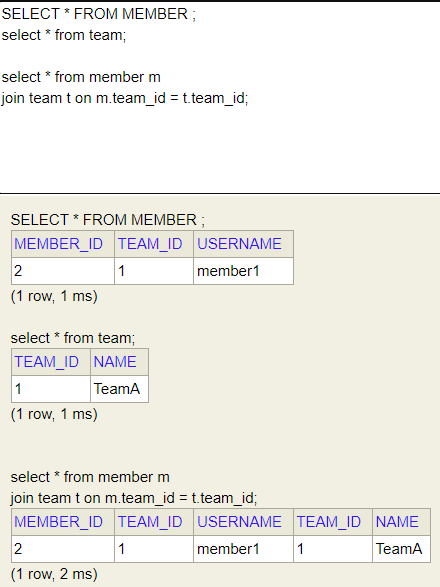 SELECT * FROM MEMBER ;
select * from team;
select * from member m
join team t on m.team_id = t.team_id;
SELECT * FROM MEMBER ;
MEMBER_ID TEAM_ID USERNAME
2 1 member1
(1 row, 1 ms)
select * from team;
TEAM_ID NAME
1 TeamA
(1 row, 1 ms)
select * from member m
join team t on m.team_id = t.team_id;
MEMBER_ID TEAM_ID USERNAME TEAM_ID NAME
2 1 member1 1 TeamA
(1 row, 2 ms)